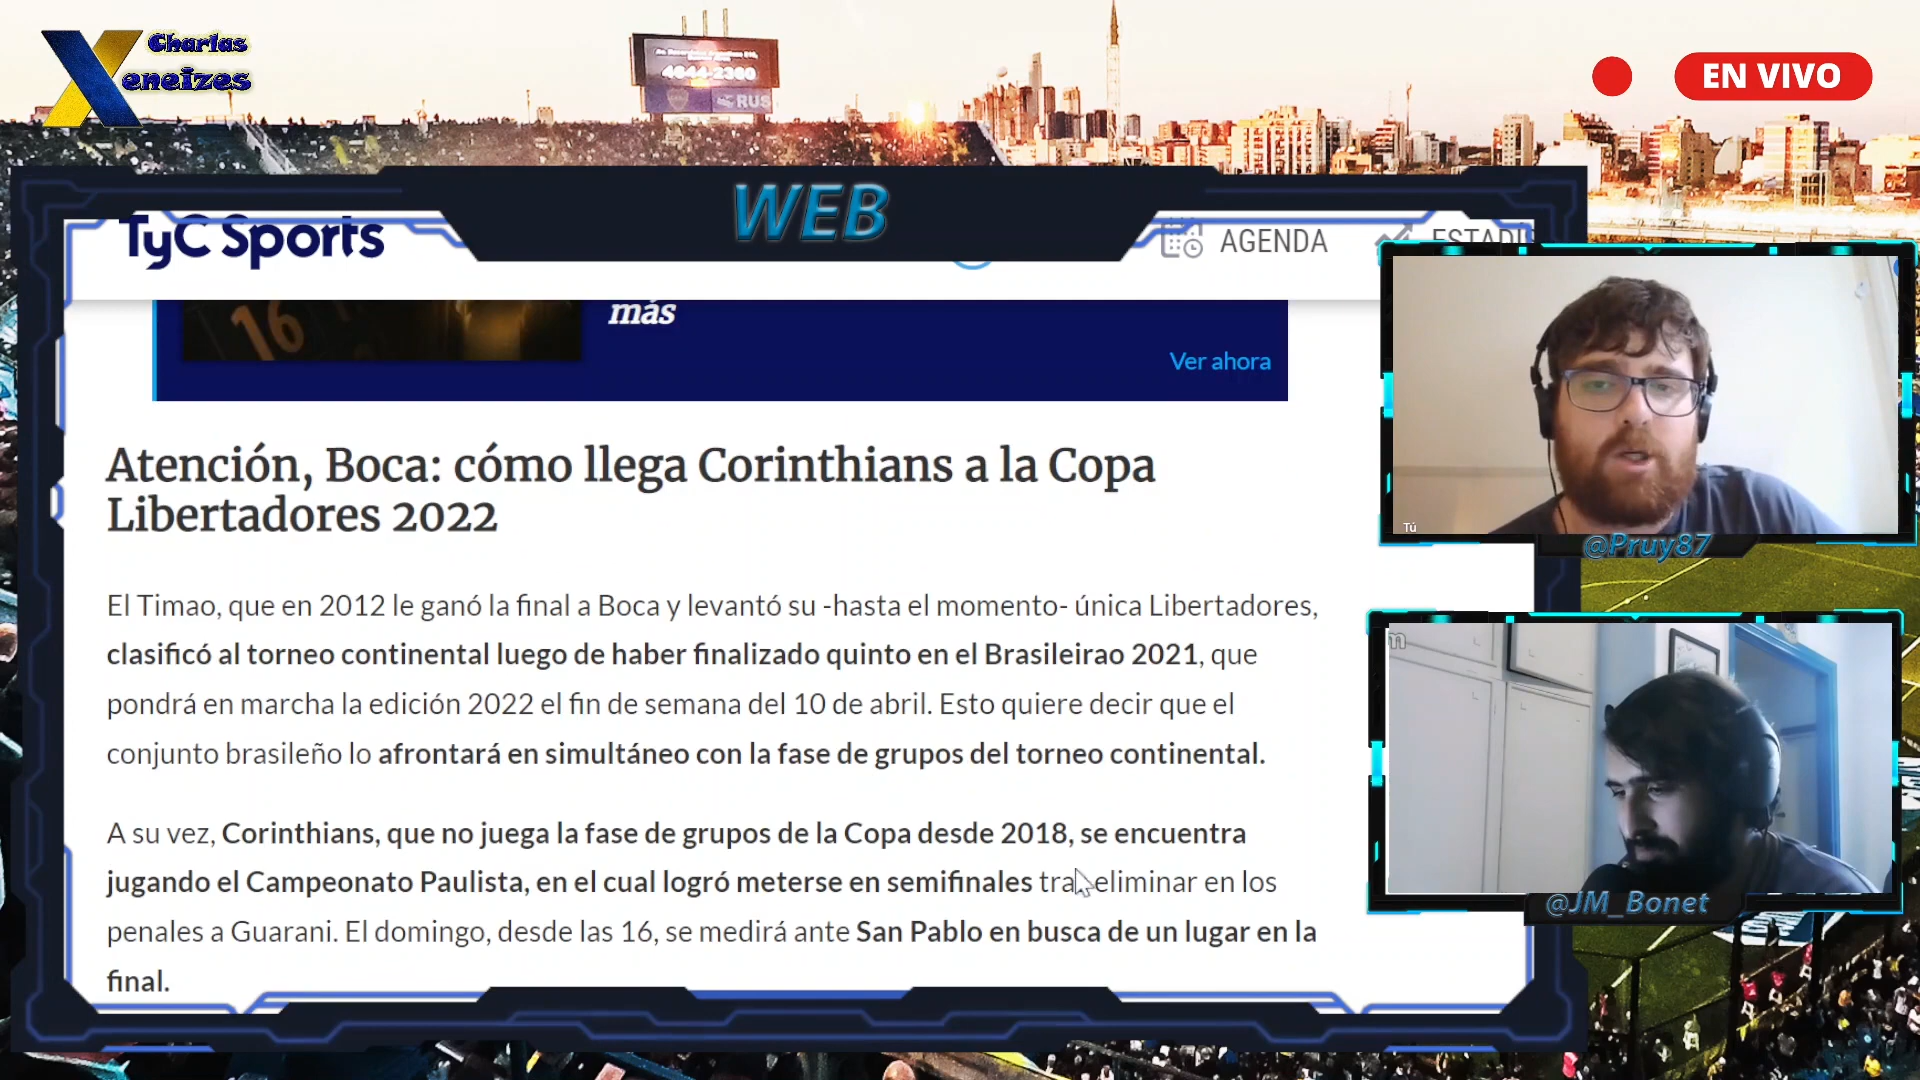 Charlas
Xeneizes
4644-2360
RUS
EN VIVO
WEB
TyC Sports
AGENDA
más
Ver ahora
Atención, Boca: cómo llega Corinthians a la Copa
Libertadores 2022
El Timao, que en 2012 le ganó la final a Boca y levantó su -hasta el momento- única Libertadores,
clasificó al torneo continental luego de haber finalizado quinto en el Brasileirao 2021, que
pondrá en marcha la edición 2022 el fin de semana del 10 de abril. Esto quiere decir que el
conjunto brasileño lo afrontará en simultáneo con la fase de grupos del torneo continental.
A su vez, Corinthians, que no juega la fase de grupos de la Copa desde 2018, se encuentra
jugando el Campeonato Paulista, en el cual logró meterse en semifinales tras eliminar en los
penales a Guarani. El domingo, desde las 16, se medirá ante San Pablo en busca de un lugar en la
final.
16
Tú
@Pruy87
@JM_Bonet